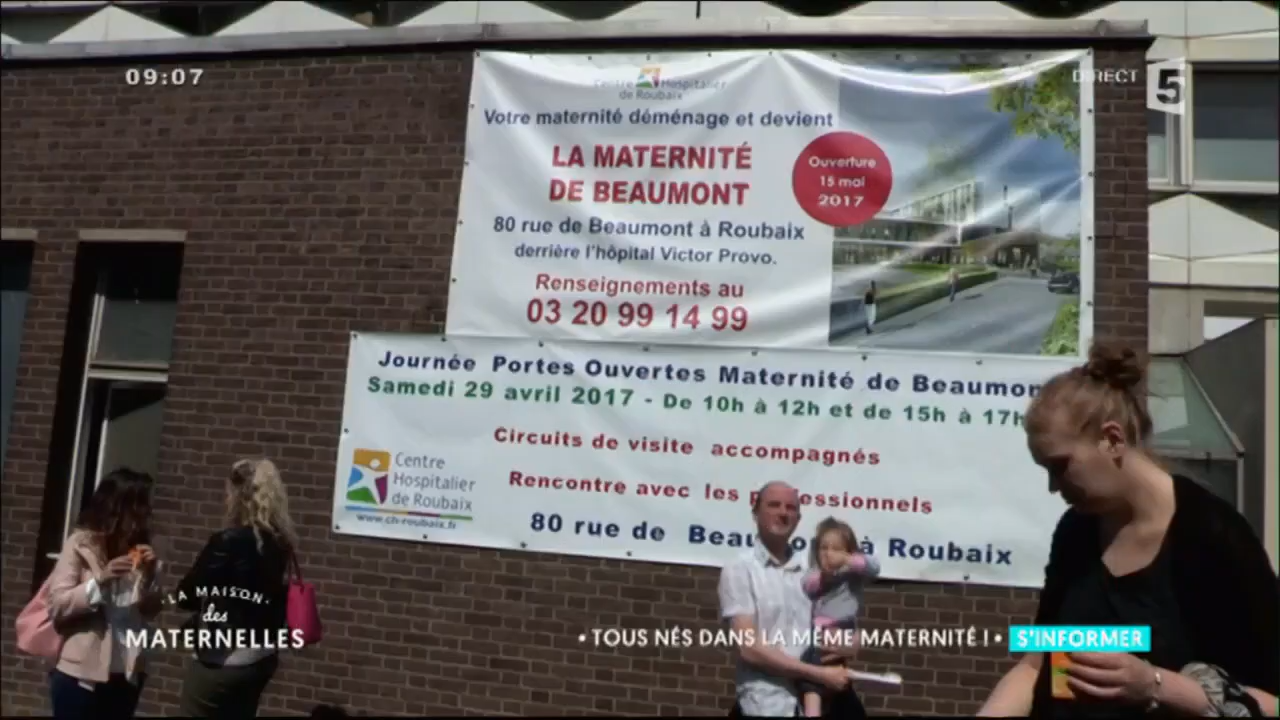 09:07
DIRECT 5
Centre Hospitalier
de Roubaix
Votre maternité déménage et devient
LA MATERNITÉ
DE BEAUMONT
Ouverture
15 mai
2017
80 rue de Beaumont à Roubaix
derrière l'hôpital Victor Provo.
Renseignements au
03 20 99 14 99
Journée Portes Ouvertes Maternité de Beaumon
Samedi 29 avril 2017 - De 10h à 12h et de 15h à 17h
Circuits de visite accompagnés
Rencontre avec les p essionnels
80 rue de Beau on à Roubaix
Centre
Hospitalier
de Roubaix
www.ch-roubaix.fr
·LA MAISON·
des
MATERNELLES
• TOUS NÉS DANS LA MÊME MATERNITÉ ! • S'INFORMER